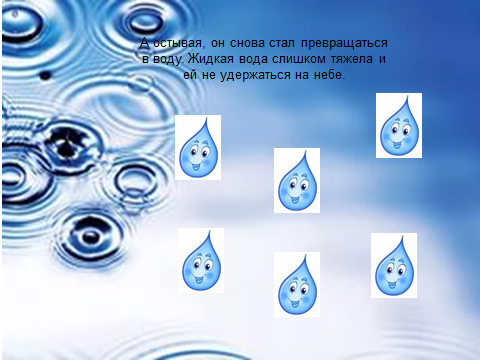 А остывая, он снова стал превращаться
в воду. Жидкая вода слишком тяжела и
ей не удержаться на небе.